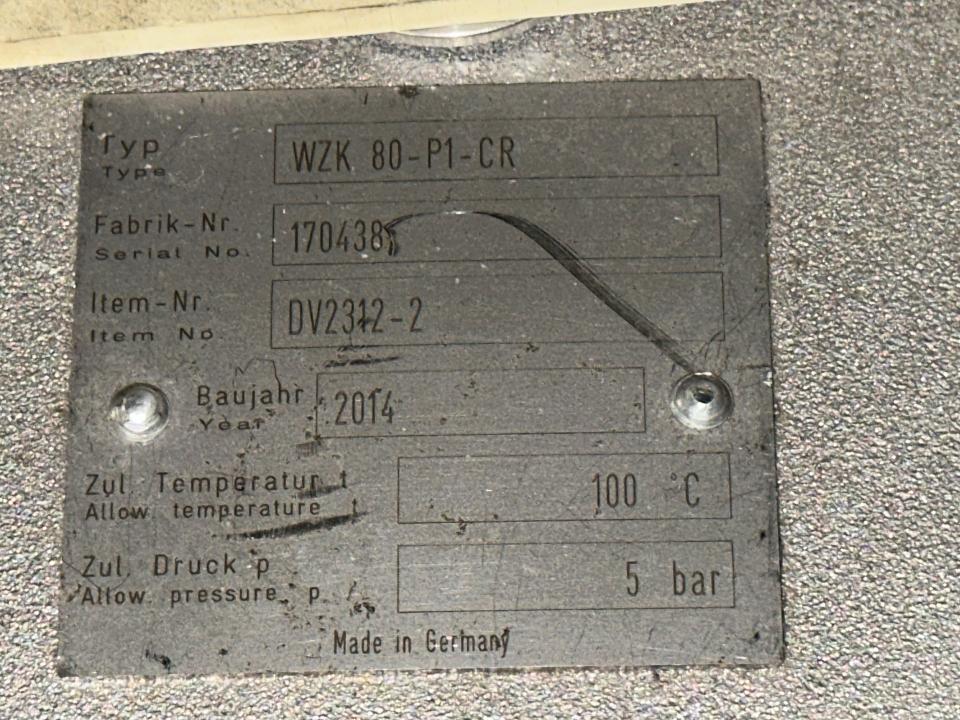 Typ WZK 80-P1-CR
Type
Fabrik-Nr. 170438
Serial No.
Item-Nr. DV2312-2
Item No.
Baujahr 2014
Year
Zul. Temperatur t 100 °C
Allow. temperature t
Zul. Druck p 5 bar
Allow. pressure p
Made in Germany